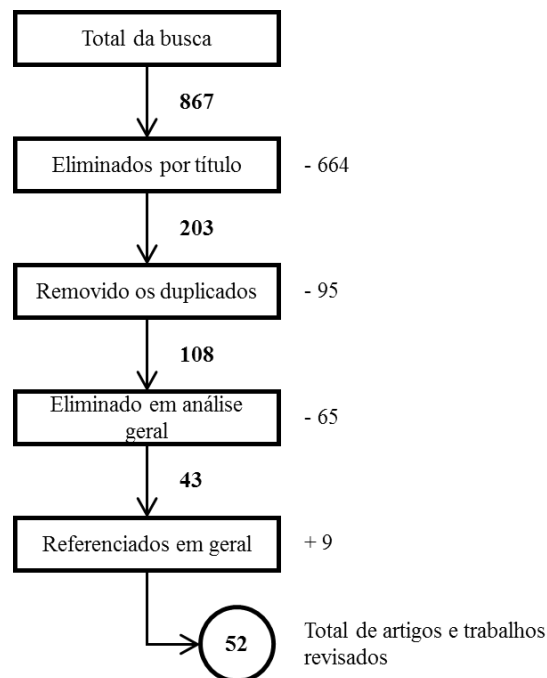 Total da busca
867
Eliminados por título
- 664
203
Removido os duplicados
- 95
108
Eliminado em análise
geral
- 65
43
Referenciados em geral
+ 9
52
Total de artigos e trabalhos
revisados